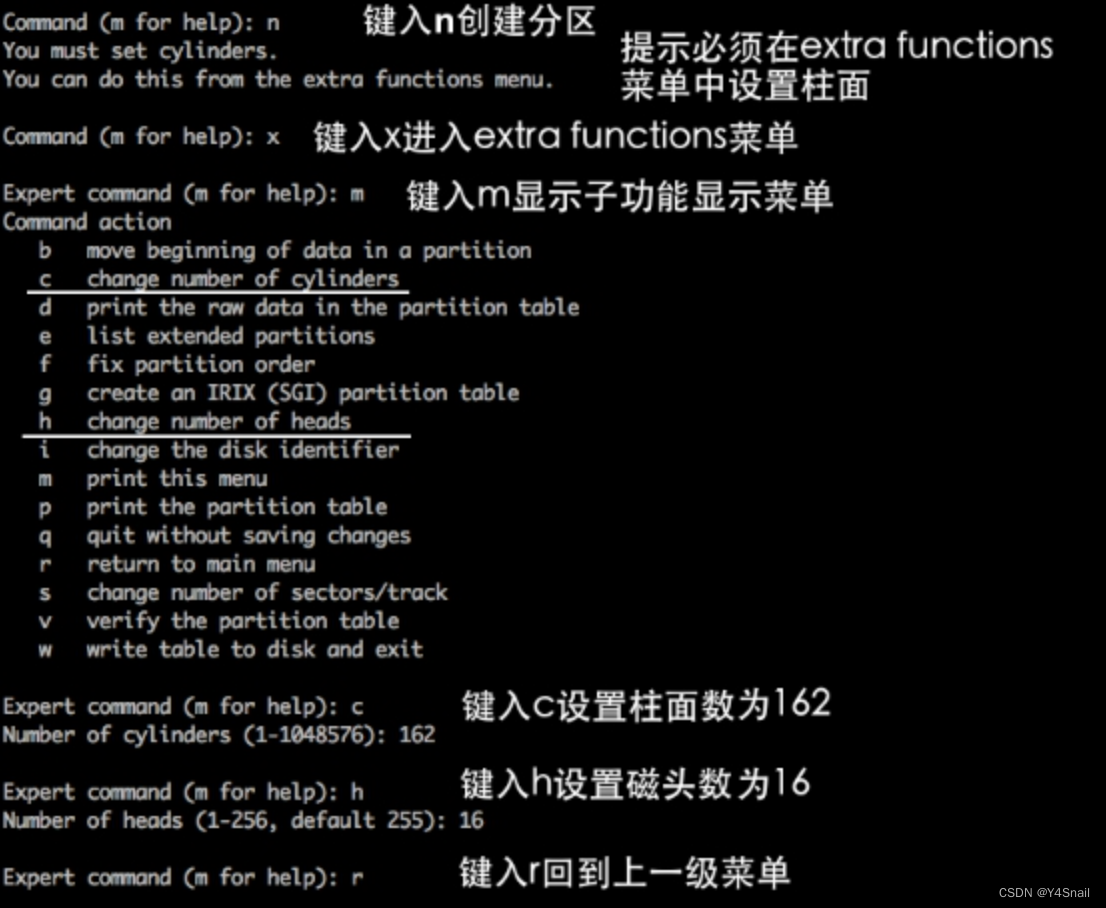 Command (m for help): n 键入n创建分区
You must set cylinders. 提示必须在extra functions
You can do this from the extra functions menu. 菜单中设置柱面
Command (m for help): x 键入x进入extra functions菜单
Expert command (m for help): m 键入m显示子功能显示菜单
Command action
b move beginning of data in a partition
c change number of cylinders
d print the raw data in the partition table
e list extended partitions
f fix partition order
g create an IRIX (SGI) partition table
h change number of heads
i change the disk identifier
m print this menu
p print the partition table
q quit without saving changes
r return to main menu
s change number of sectors/track
v verify the partition table
w write table to disk and exit
Expert command (m for help): c 键入c设置柱面数为162
Number of cylinders (1-1048576): 162
Expert command (m for help): h 键入h设置磁头数为16
Number of heads (1-256, default 255): 16
Expert command (m for help): r 键入r回到上一级菜单
CSDN @Y4Snail